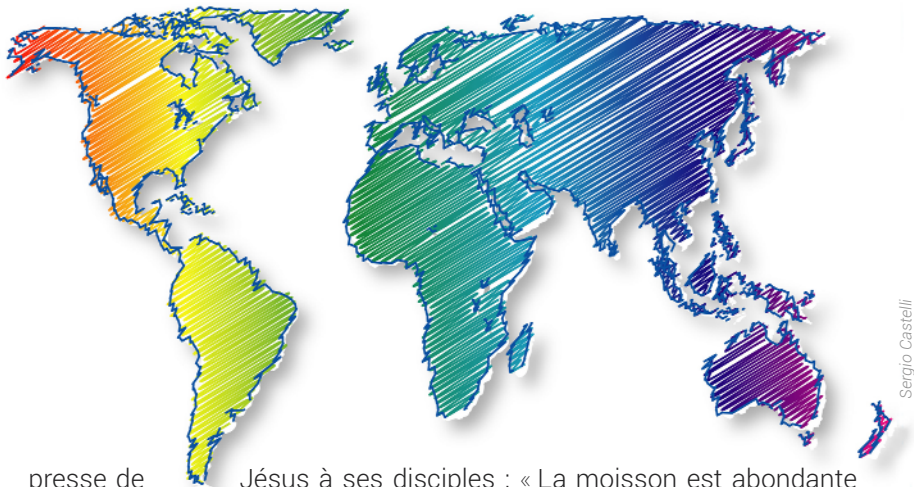 Sergio Castelli
presse de
Jésus à ses disciples : « La moisson est abondante